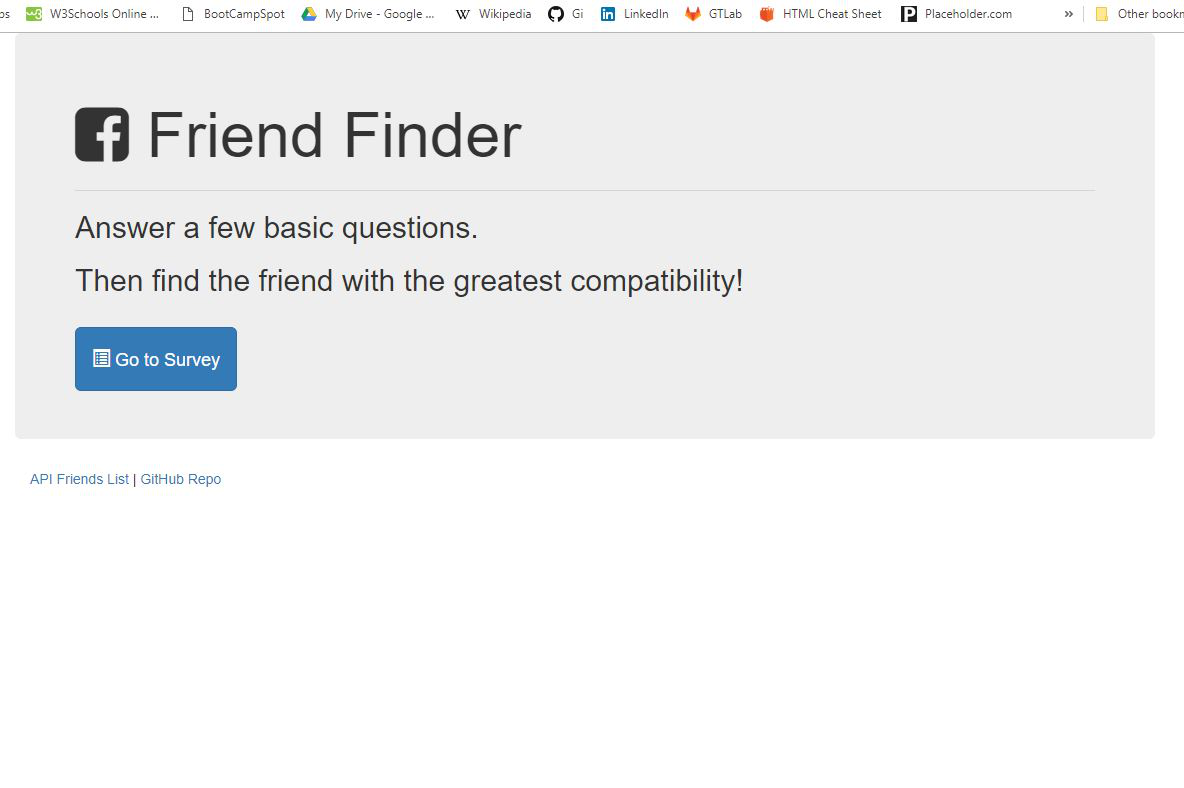 os W3Schools Online ... BootCampSpot My Drive - Google ... Wikipedia Gi LinkedIn GTLab HTML Cheat Sheet Placeholder.com » Other bookm
Friend Finder
Answer a few basic questions.
Then find the friend with the greatest compatibility!
Go to Survey
API Friends List | GitHub Repo